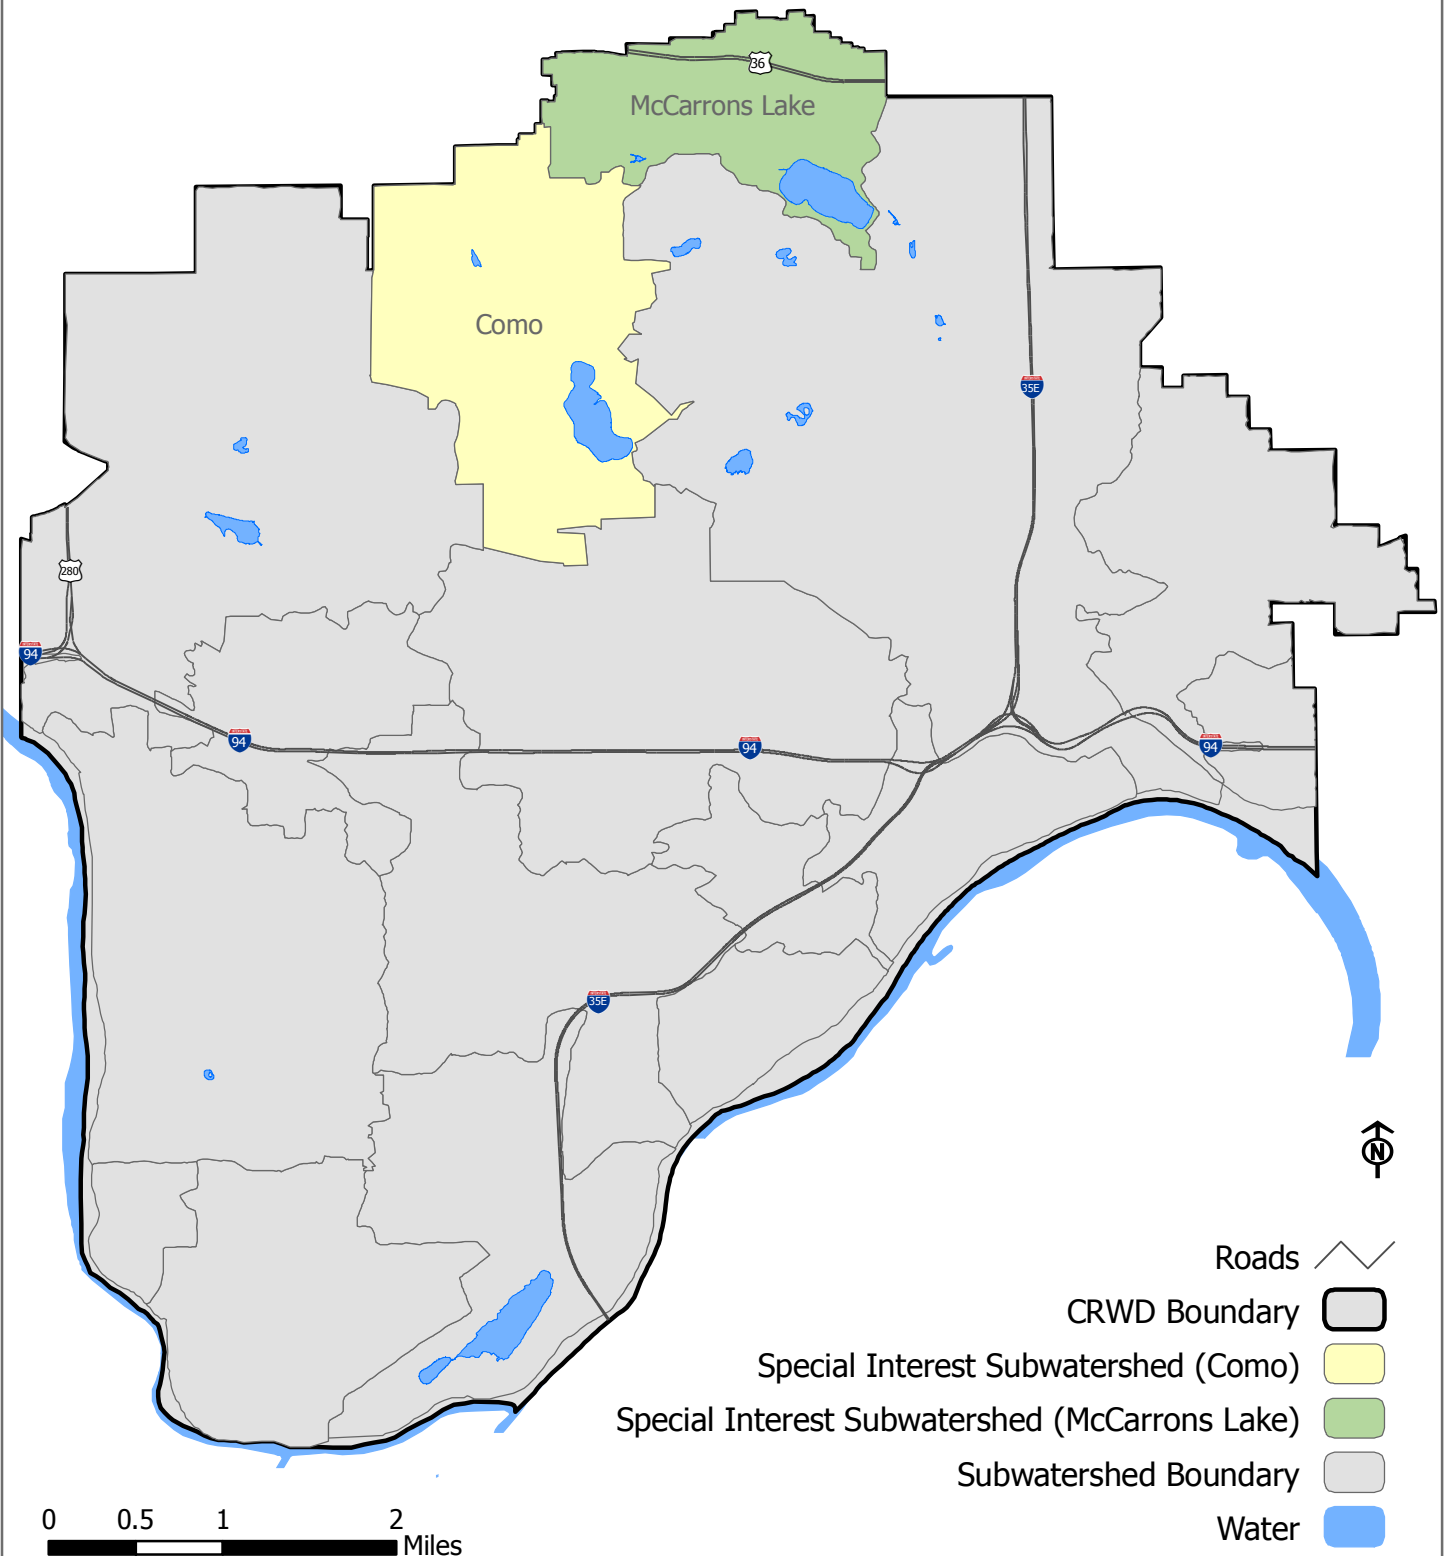 36
McCarrons Lake
Como
35E
280
94
94
94
94
35E
N
Roads
CRWD Boundary
Special Interest Subwatershed (Como)
Special Interest Subwatershed (McCarrons Lake)
Subwatershed Boundary
Water
0 0.5 1 2
Miles